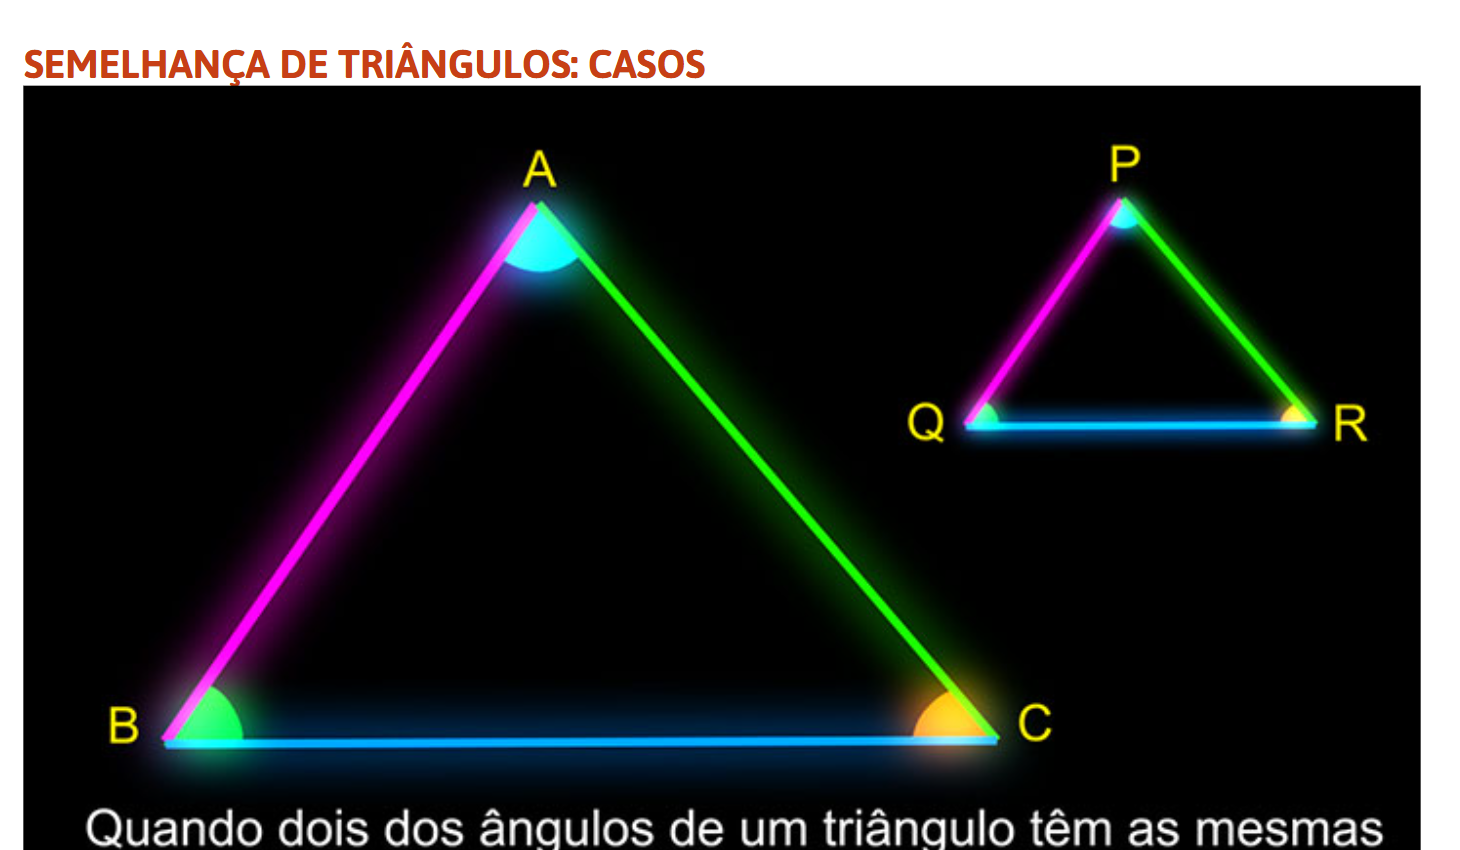 SEMELHANÇA DE TRIÂNGULOS: CASOS
A
P
Q
R
B
C
Quando dois dos ângulos de um triângulo têm as mesmas